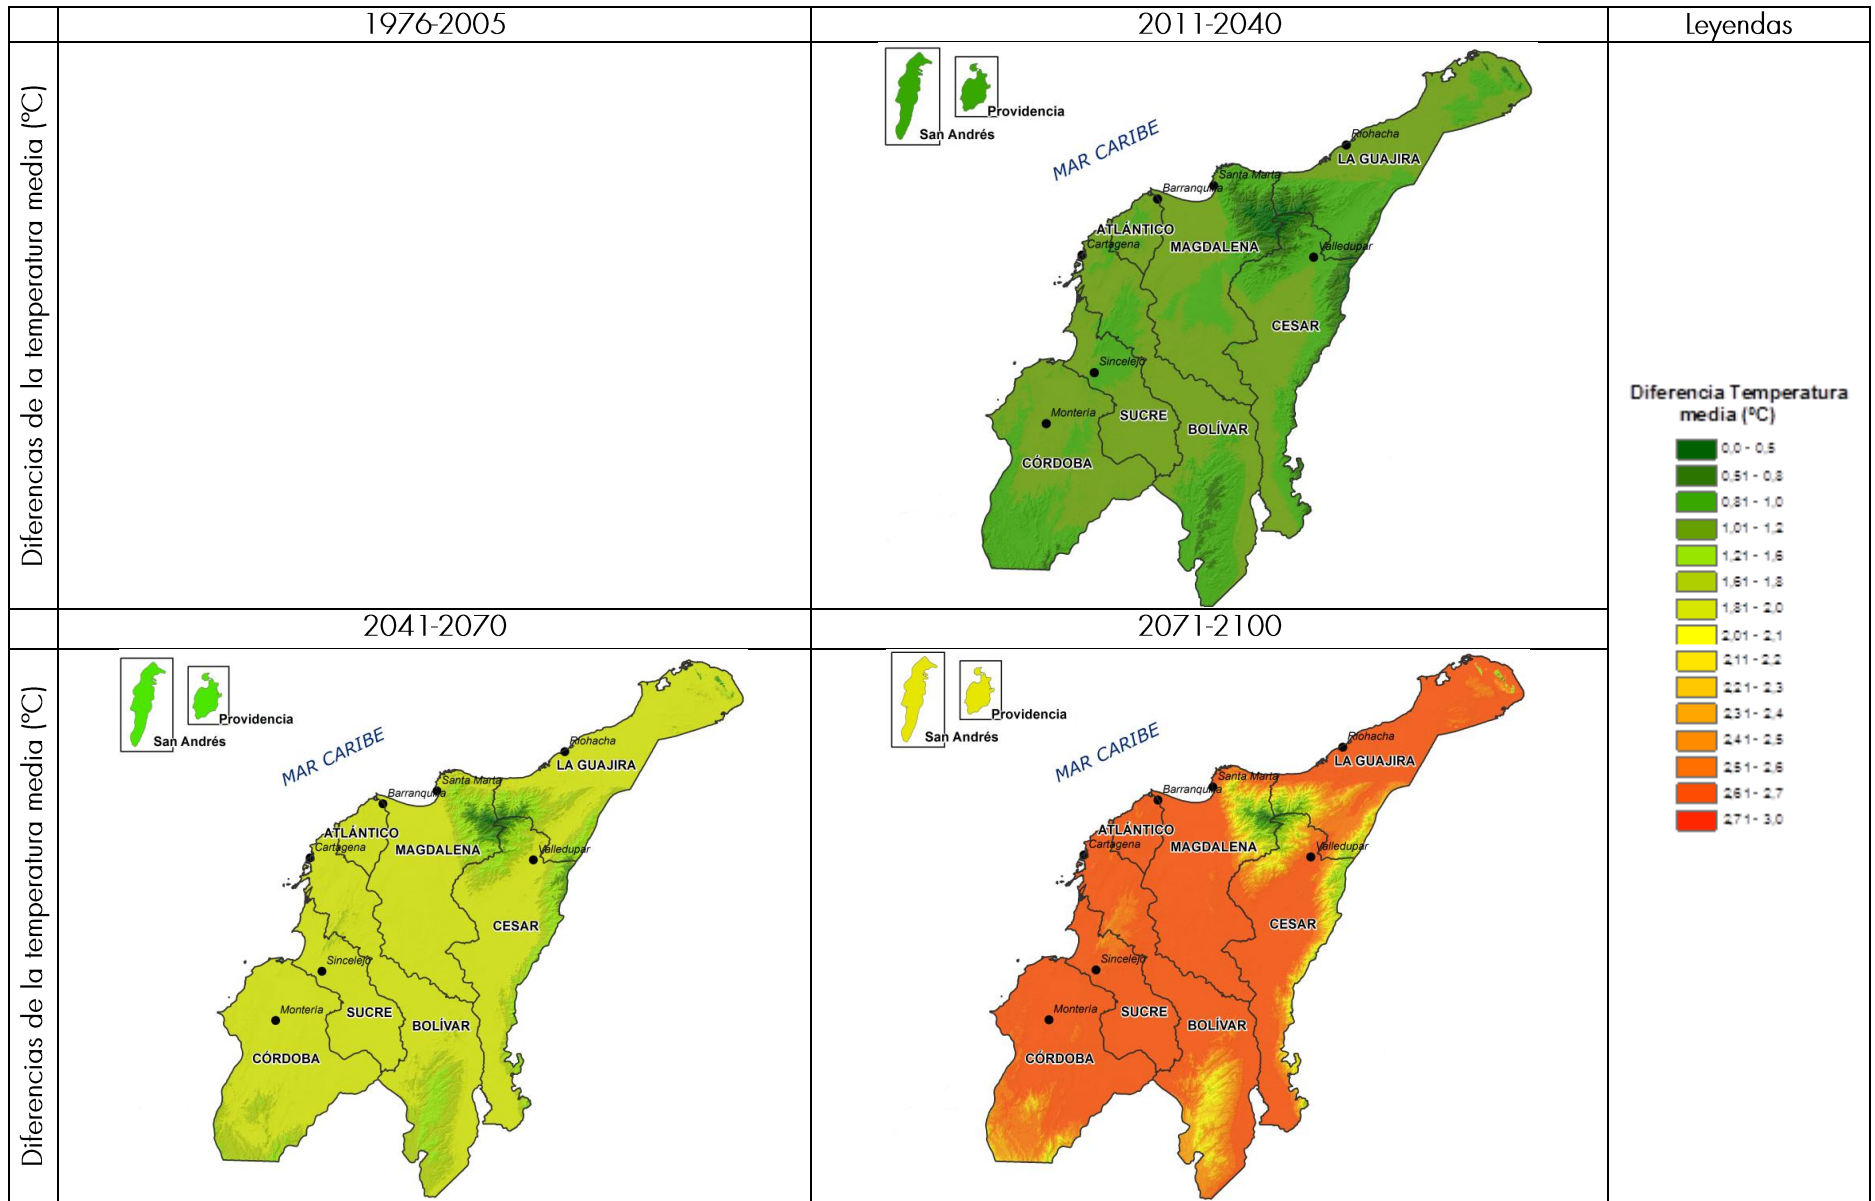 1976-2005
2011-2040
Leyendas
Diferencias de la temperatura media (ºC)
San Andrés
Providencia
MAR CARIBE
Riohacha
LA GUAJIRA
Santa Marta
Barranquilla
ATLÁNTICO
Cartagena
MAGDALENA
Valledupar
CESAR
Sincelejo
Montería
SUCRE
BOLÍVAR
CÓRDOBA
Diferencia Temperatura
media (ºC)
0,0 - 0,5
0,51 - 0,8
0,81 - 1,0
1,01 - 1,2
1,21 - 1,6
1,61 - 1,8
1,81 - 2,0
2,01 - 2,1
2,11 - 2,2
2,21 - 2,3
2,31 - 2,4
2,41 - 2,5
2,51 - 2,6
2,61 - 2,7
2,71 - 3,0
2041-2070
2071-2100
Diferencias de la temperatura media (ºC)
San Andrés
Providencia
MAR CARIBE
Riohacha
LA GUAJIRA
Santa Marta
Barranquilla
ATLÁNTICO
Cartagena
MAGDALENA
Valledupar
CESAR
Sincelejo
Montería
SUCRE
BOLÍVAR
CÓRDOBA
San Andrés
Providencia
MAR CARIBE
Riohacha
LA GUAJIRA
Santa Marta
Barranquilla
ATLÁNTICO
Cartagena
MAGDALENA
Valledupar
CESAR
Sincelejo
Montería
SUCRE
BOLÍVAR
CÓRDOBA